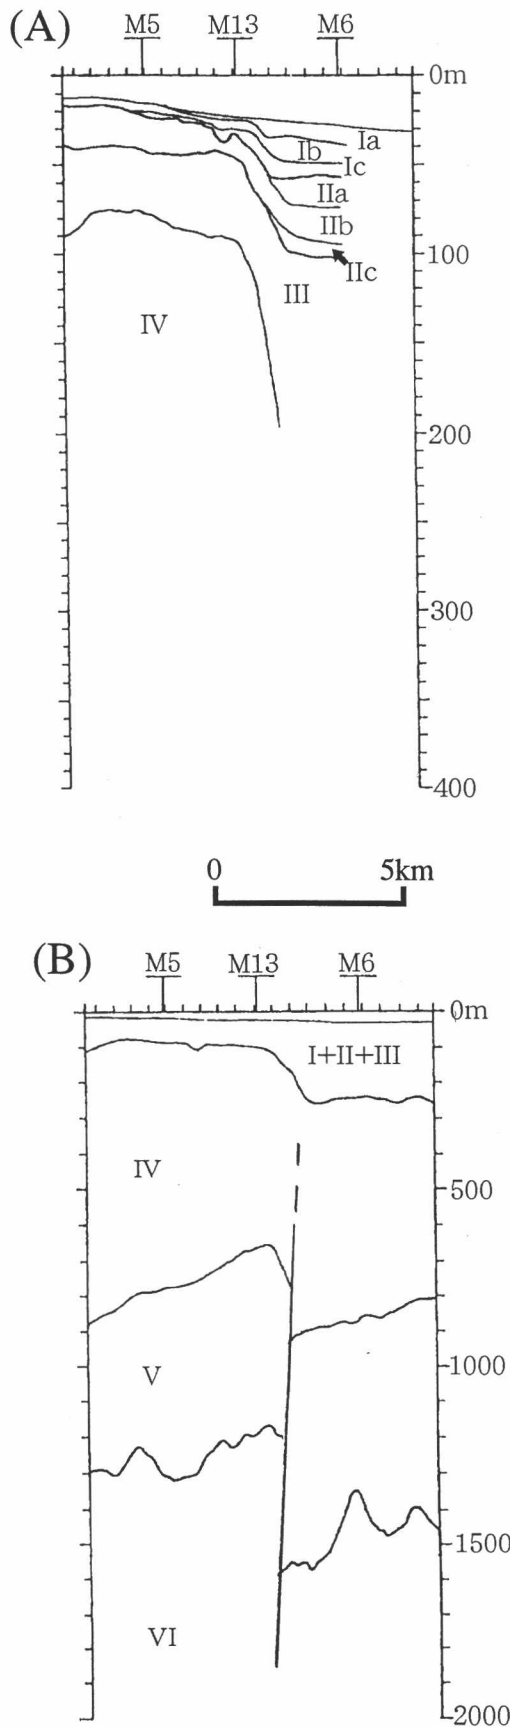 (A) M5 M13 M6
0m
Ia
Ib
Ic
IIa
IIb
100
IIc
III
IV
200
300
400
0 5km
(B) M5 M13 M6
0m
I+II+III
IV
500
1000
V
1500
VI
2000